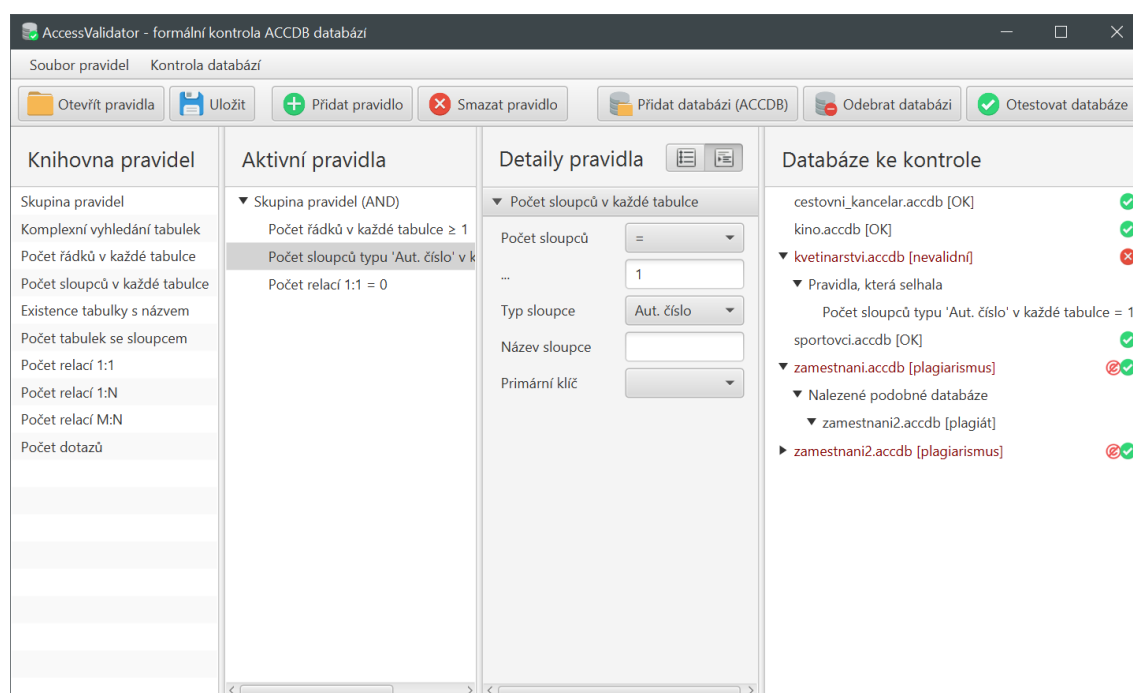 AccessValidator - formální kontrola ACCDB databází
Soubor pravidel Kontrola databází
Otevřít pravidla Uložit Přidat pravidlo Smazat pravidlo Přidat databázi (ACCDB) Odebrat databázi Otestovat databáze
Knihovna pravidel
Skupina pravidel
Komplexní vyhledání tabulek
Počet řádků v každé tabulce
Počet sloupců v každé tabulce
Existence tabulky s názvem
Počet tabulek se sloupcem
Počet relací 1:1
Počet relací 1:N
Počet relací M:N
Počet dotazů
Aktivní pravidla
Skupina pravidel (AND)
Počet řádků v každé tabulce ≥ 1
Počet sloupců typu 'Aut. číslo' v k
Počet relací 1:1 = 0
Detaily pravidla
Počet sloupců v každé tabulce
Počet sloupců =
... 1
Typ sloupce Aut. číslo
Název sloupce
Primární klíč
Databáze ke kontrole
cestovni_kancelar.accdb [OK]
kino.accdb [OK]
kvetinarstvi.accdb [nevalidní]
Pravidla, která selhala
Počet sloupců typu 'Aut. číslo' v každé tabulce = 1
sportovci.accdb [OK]
zamestnani.accdb [plagiarismus]
Nalezené podobné databáze
zamestnani2.accdb [plagiát]
zamestnani2.accdb [plagiarismus]